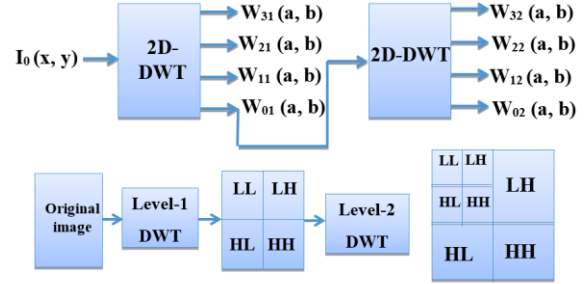 I₀ (x, y)
2D-
DWT
W₃₁ (a, b)
W₂₁ (a, b)
W₁₁ (a, b)
W₀₁ (a, b)
2D-DWT
W₃₂ (a, b)
W₂₂ (a, b)
W₁₂ (a, b)
W₀₂ (a, b)
Original
image
Level-1
DWT
LL LH
HL HH
Level-2
DWT
LL LH
HL HH
LH
HL HH